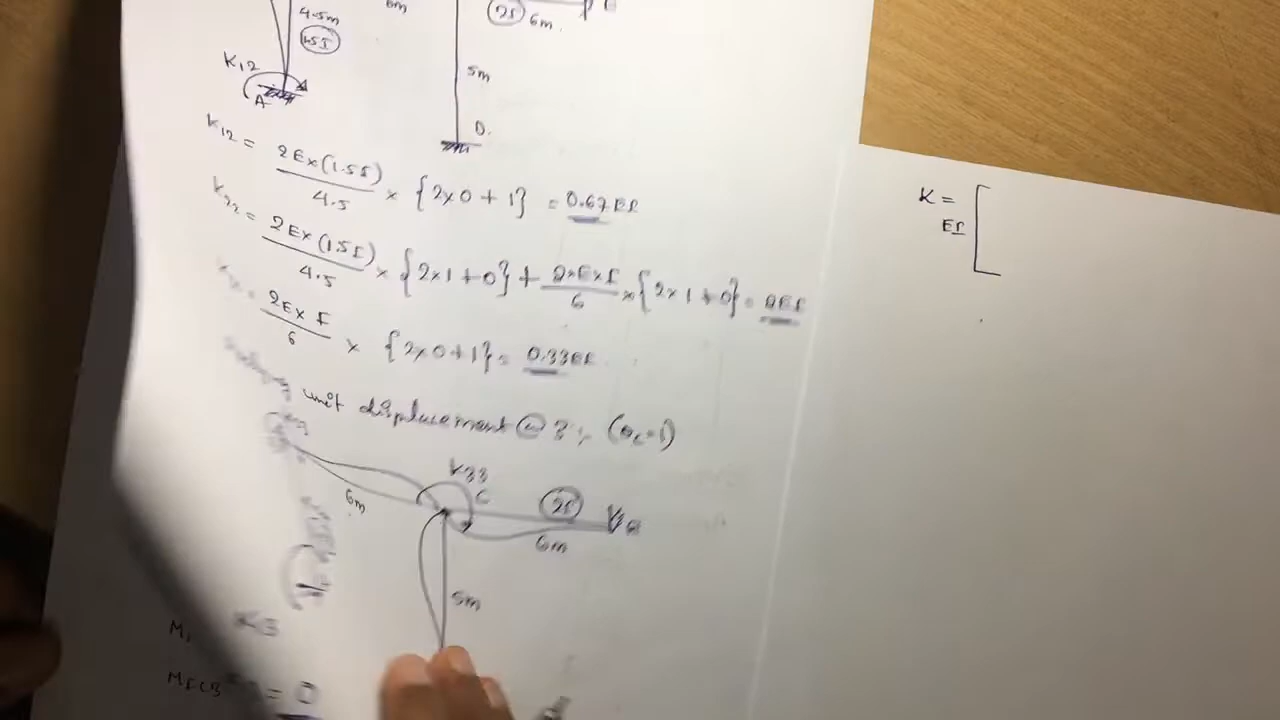 4.5m
1.5I
6m
2I 6m
K12
A
5m
D.
K12 = 2E×(1.5I)/4.5 × {2×0+1} = 0.67EI
K22 = 2E×(1.5I)/4.5 × {2×1+0} + 2×E×I/6 × {2×1+0} = 2EI
2E×I/6 × {2×0+1} = 0.33EI
unit displacement @ 3, (θc=1)
K33
C
2I
6m
6m
5m
= 0
K =
EI